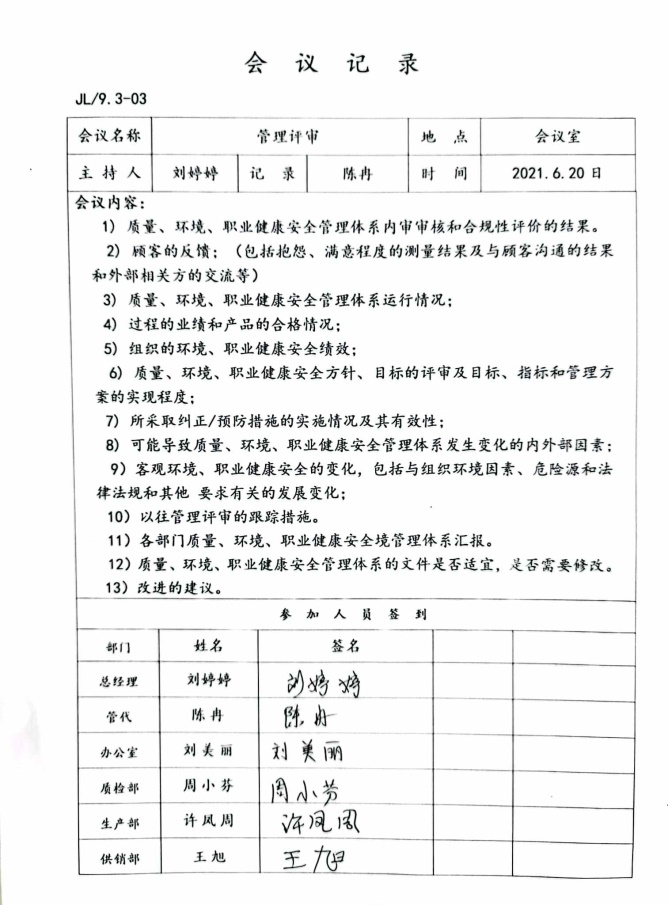 会 议 记 录
JL/9.3-03
会议名称 管理评审 地 点 会议室
主 持 人 刘婷婷 记 录 陈冉 时 间 2021.6.20日
会议内容:
1) 质量、环境、职业健康安全管理体系内审审核和合规性评价的结果。
2) 顾客的反馈;(包括抱怨、满意程度的测量结果及与顾客沟通的结果
和外部相关方的交流等)
3) 质量、环境、职业健康安全管理体系运行情况;
4) 过程的业绩和产品的合格情况;
5) 组织的环境、职业健康安全绩效;
6) 质量、环境、职业健康安全方针、目标的评审及目标、指标和管理方
案的实现程度;
7) 所采取纠正/预防措施的实施情况及其有效性;
8) 可能导致质量、环境、职业健康安全管理体系发生变化的内外部因素;
9)客观环境、职业健康安全的变化,包括与组织环境因素、危险源和法
律法规和其他 要求有关的发展变化;
10)以往管理评审的跟踪措施。
11)各部门质量、环境、职业健康安全境管理体系汇报。
12)质量、环境、职业健康安全管理体系的文件是否适宜,是否需要修改。
13)改进的建议。
参 加 人 员 签 到
部门 姓名 签名
总经理 刘婷婷 刘婷婷
管代 陈冉 陈冉
办公室 刘美丽 刘美丽
质检部 周小芬 周小芬
生产部 许凤周 许凤周
供销部 王旭 王旭